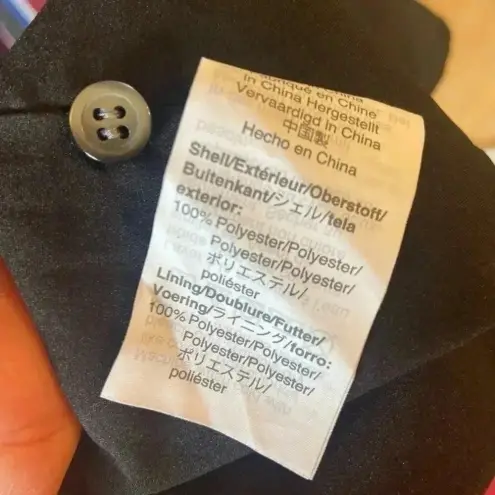 en Chine
In China Hergestellt
Vervaardigd in China
中国製
Hecho en China
Shell/Extérieur/Oberstoff/
Buitenkant/シェル/tela
exterior:
100% Polyester/Polyester/
Polyester/Polyester/
ポリエステル/
poliéster
Lining/Doublure/Futter/
Voering/ライニング/forro:
100% Polyester/Polyester/
Polyester/Polyester/
ポリエステル/
poliéster